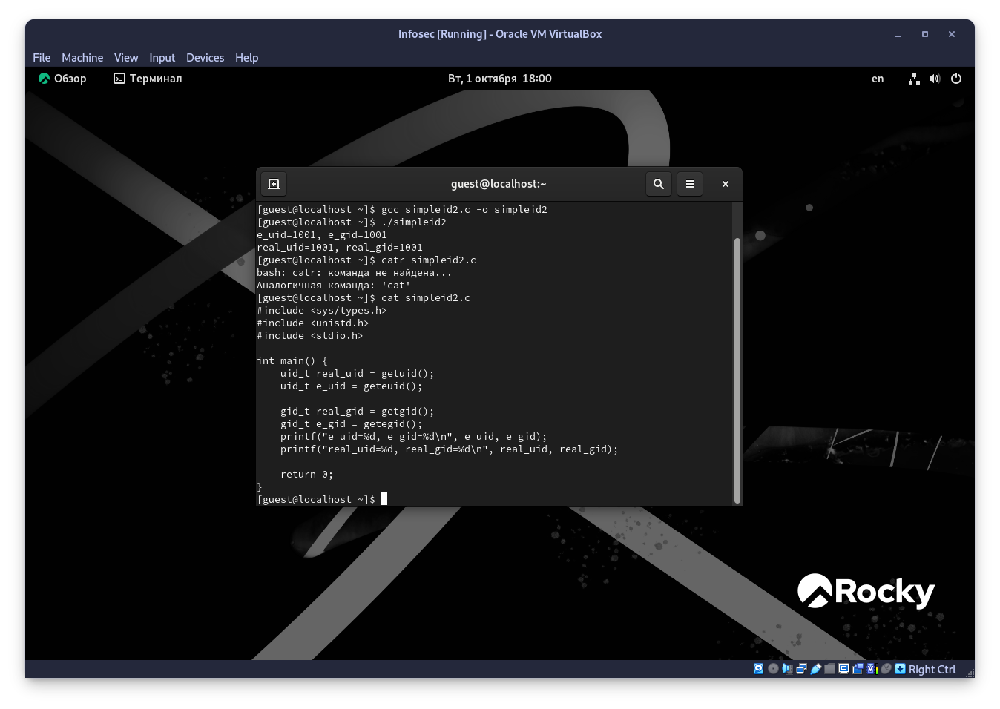 Infosec [Running] - Oracle VM VirtualBox
File Machine View Input Devices Help
Обзор Терминал Вт, 1 октября 18:00 en
guest@localhost:~
[guest@localhost ~]$ gcc simpleid2.c -o simpleid2
[guest@localhost ~]$ ./simpleid2
e_uid=1001, e_gid=1001
real_uid=1001, real_gid=1001
[guest@localhost ~]$ catr simpleid2.c
bash: catr: команда не найдена...
Аналогичная команда: 'cat'
[guest@localhost ~]$ cat simpleid2.c
#include <sys/types.h>
#include <unistd.h>
#include <stdio.h>
int main() {
    uid_t real_uid = getuid();
    uid_t e_uid = geteuid();
    gid_t real_gid = getgid();
    gid_t e_gid = getegid();
    printf("e_uid=%d, e_gid=%d\n", e_uid, e_gid);
    printf("real_uid=%d, real_gid=%d\n", real_uid, real_gid);
    return 0;
}
[guest@localhost ~]$
Rocky
Right Ctrl